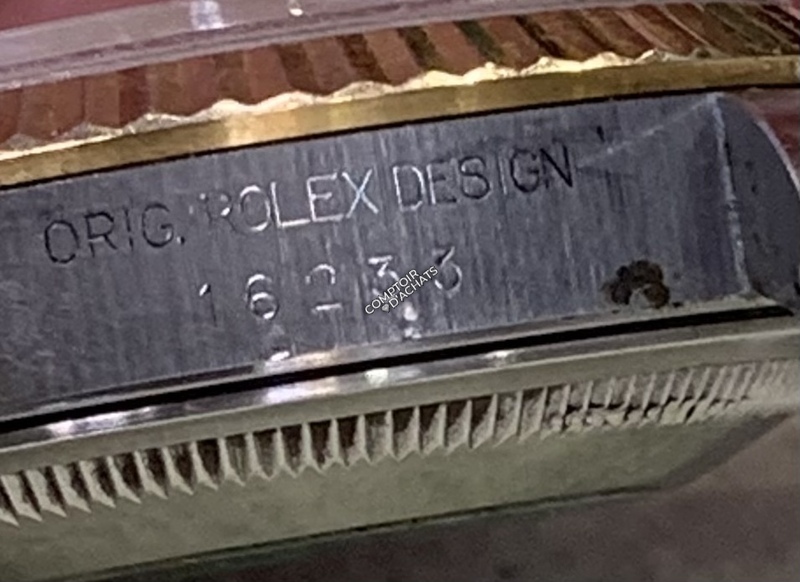 ORIG. ROLEX DESIGN
16233
COMPTOIR
D'ACHATS